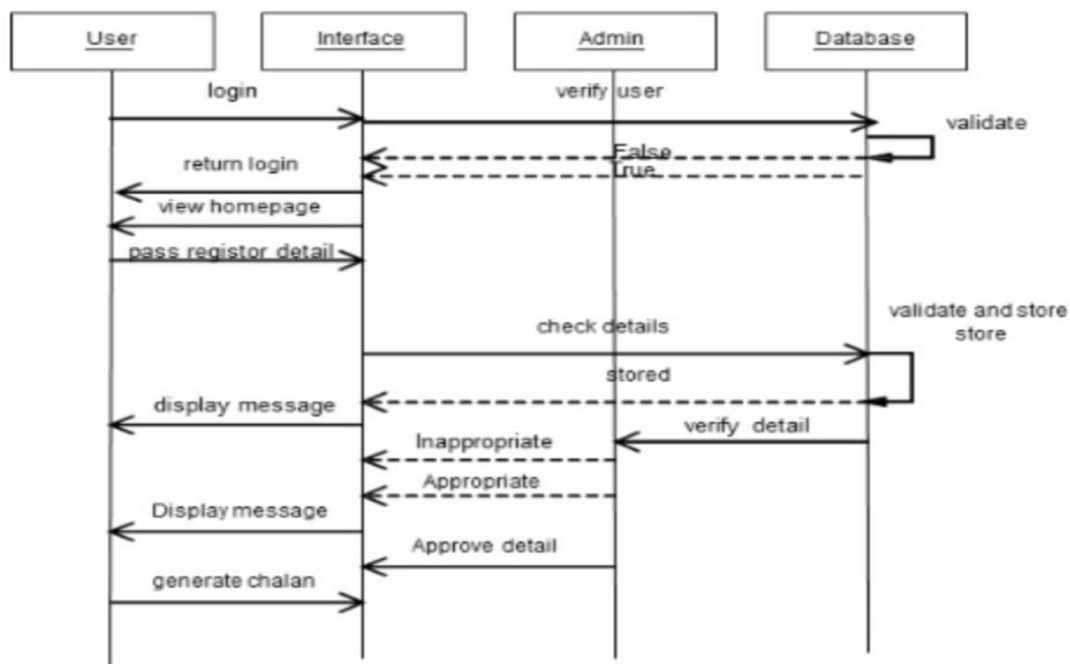 User
Interface
Admin
Database
login
verify user
validate
False
True
return login
view homepage
pass registor detail
validate and store
store
check details
stored
display message
verify detail
Inappropriate
Appropriate
Display message
Approve detail
generate chalan